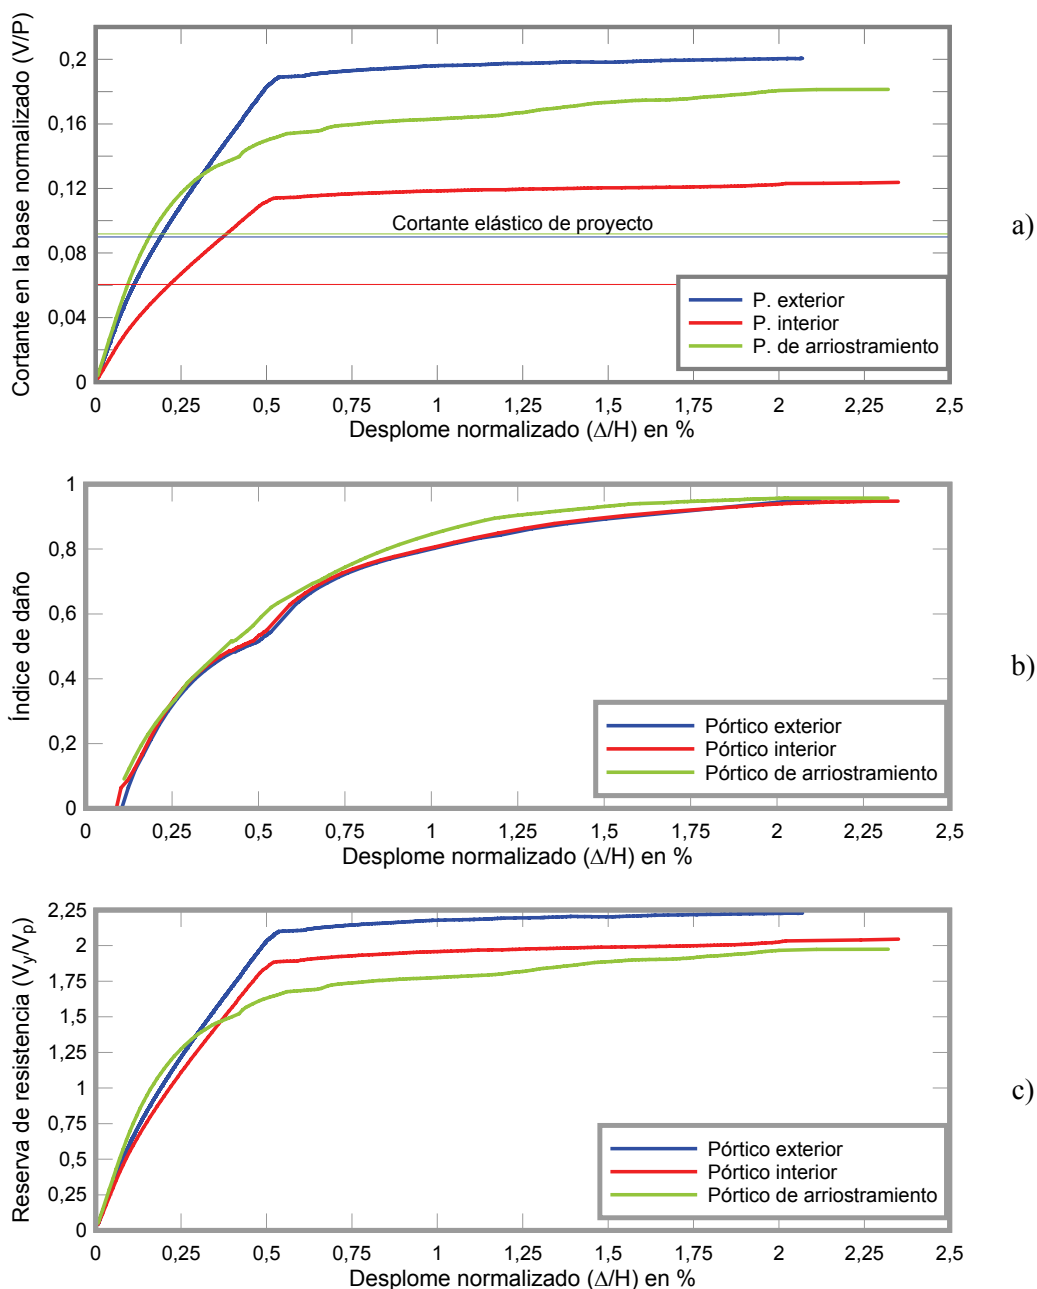 Cortante en la base normalizado (V/P)
0,2
0,16
0,12
0,08
0,04
0
Cortante elástico de proyecto
P. exterior
P. interior
P. de arriostramiento
0 0,25 0,5 0,75 1 1,25 1,5 1,75 2 2,25 2,5
Desplome normalizado (Δ/H) en %
a)
Índice de daño
1
0,8
0,6
0,4
0,2
0
Pórtico exterior
Pórtico interior
Pórtico de arriostramiento
0 0,25 0,5 0,75 1 1,25 1,5 1,75 2 2,25 2,5
Desplome normalizado (Δ/H) en %
b)
Reserva de resistencia (Vy/Vp)
2,25
2
1,75
1,5
1,25
1
0,75
0,5
0,25
0
Pórtico exterior
Pórtico interior
Pórtico de arriostramiento
0 0,25 0,5 0,75 1 1,25 1,5 1,75 2 2,25 2,5
Desplome normalizado (Δ/H) en %
c)